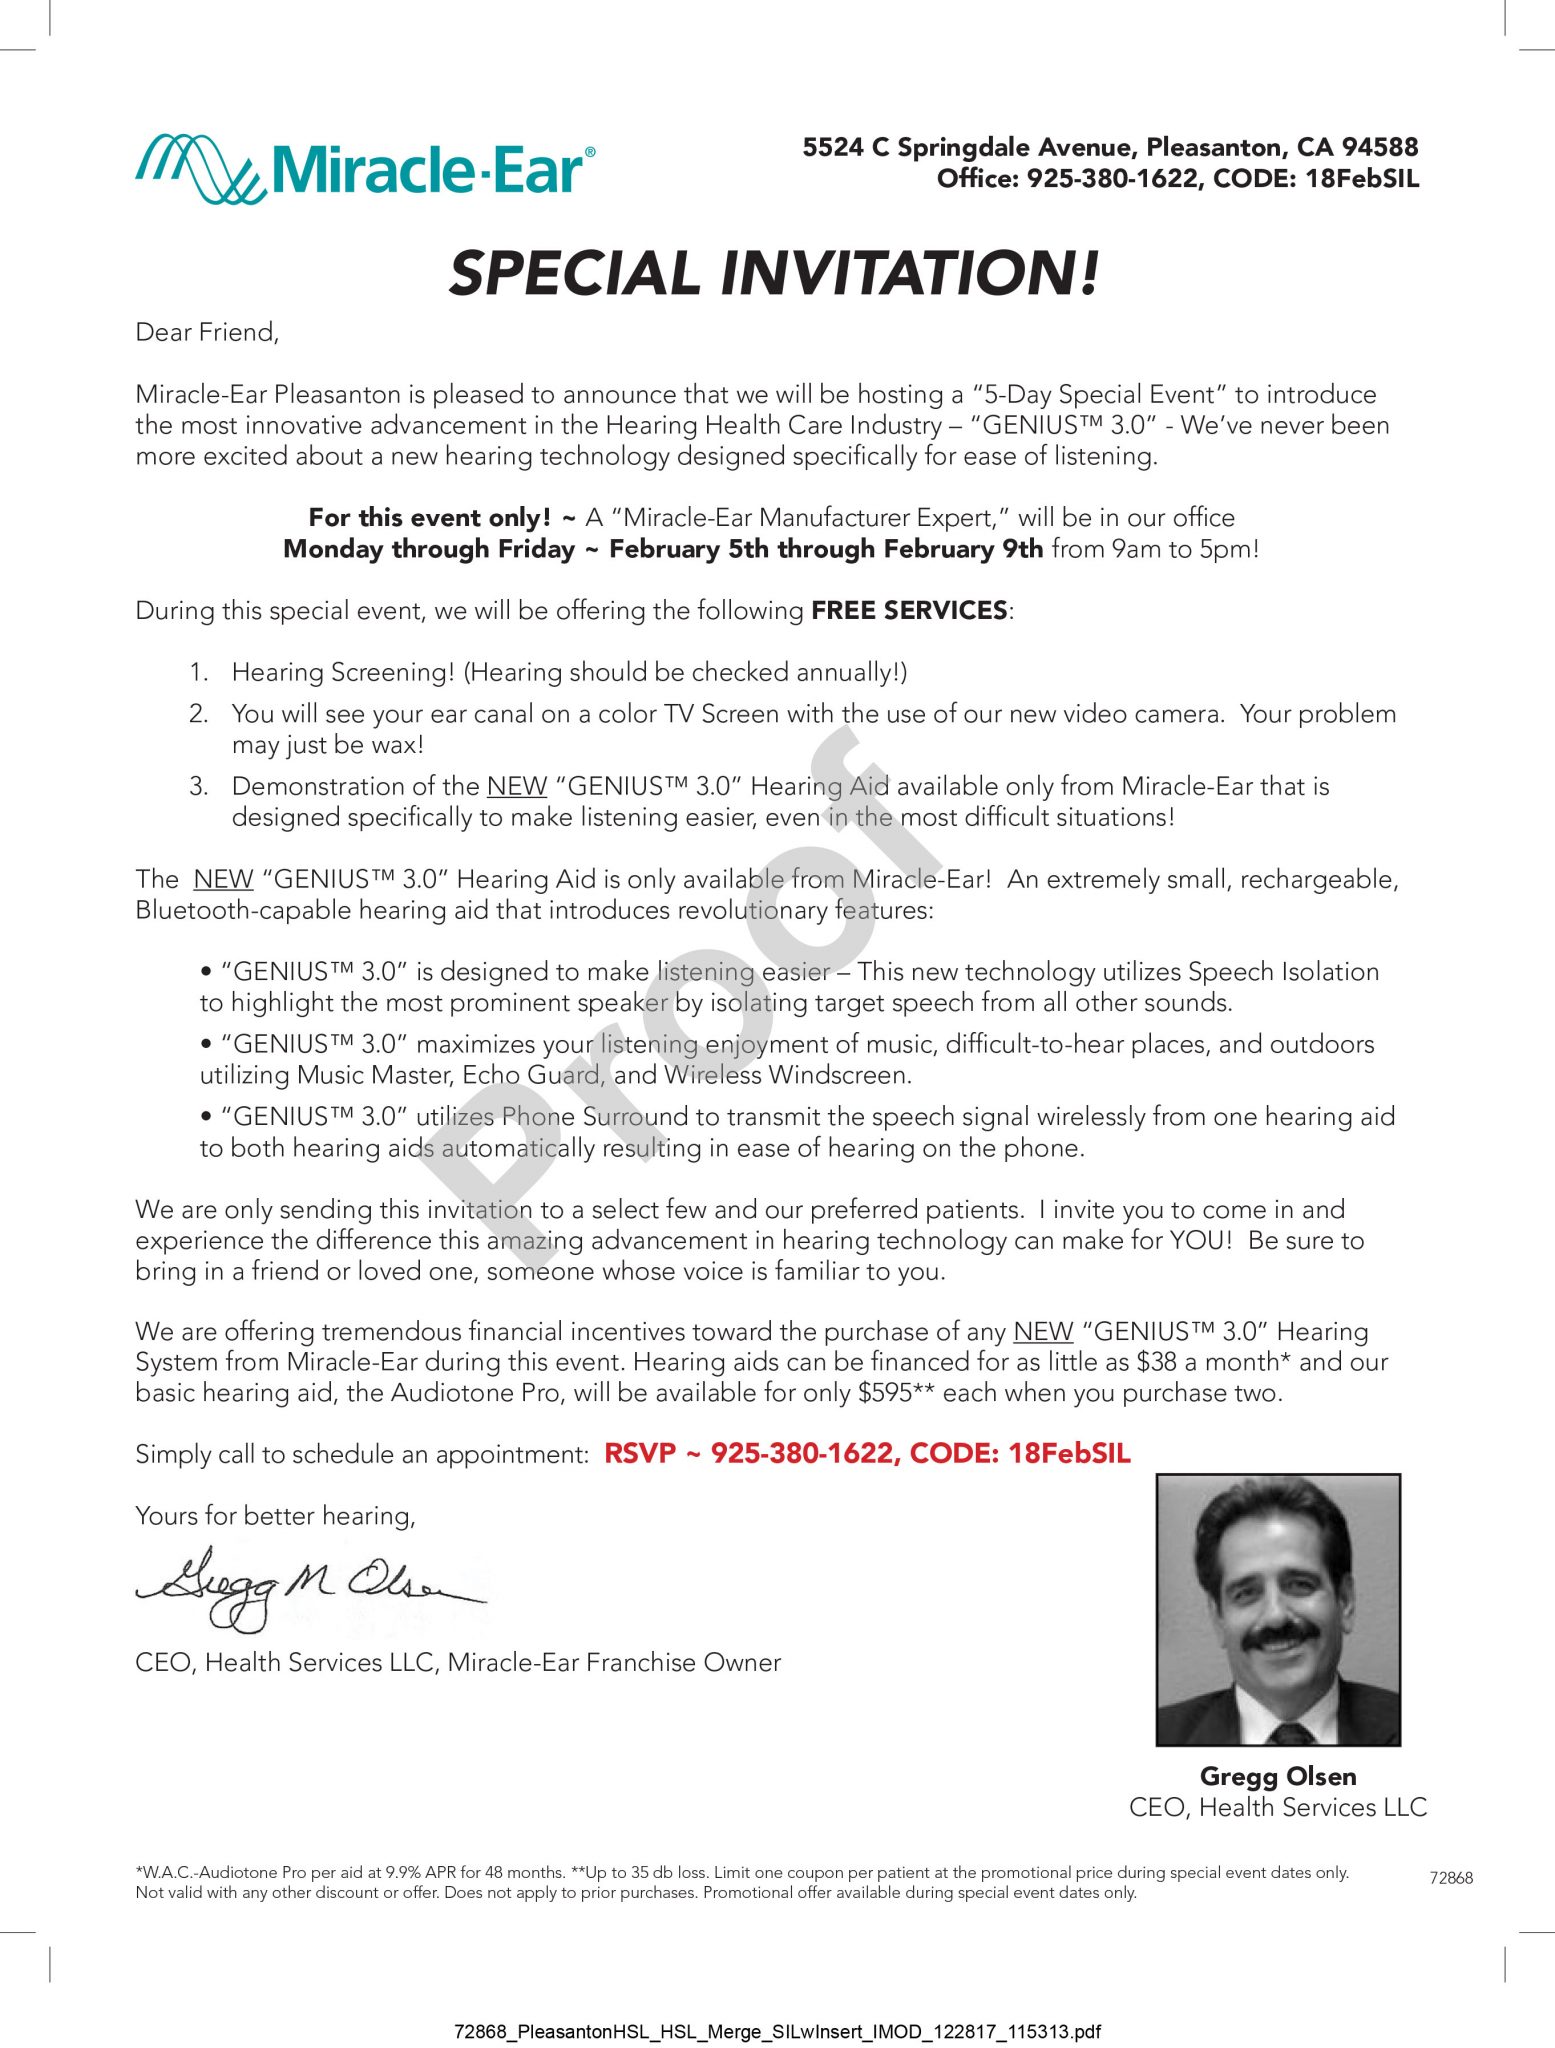 Miracle-Ear®
5524 C Springdale Avenue, Pleasanton, CA 94588
Office: 925-380-1622, CODE: 18FebSIL
SPECIAL INVITATION!
Dear Friend,
Miracle-Ear Pleasanton is pleased to announce that we will be hosting a “5-Day Special Event” to introduce
the most innovative advancement in the Hearing Health Care Industry – “GENIUS™ 3.0” - We’ve never been
more excited about a new hearing technology designed specifically for ease of listening.
For this event only! ~ A “Miracle-Ear Manufacturer Expert,” will be in our office
Monday through Friday ~ February 5th through February 9th from 9am to 5pm!
During this special event, we will be offering the following FREE SERVICES:
1. Hearing Screening! (Hearing should be checked annually!)
2. You will see your ear canal on a color TV Screen with the use of our new video camera. Your problem
may just be wax!
3. Demonstration of the NEW “GENIUS™ 3.0” Hearing Aid available only from Miracle-Ear that is
designed specifically to make listening easier, even in the most difficult situations!
The NEW “GENIUS™ 3.0” Hearing Aid is only available from Miracle-Ear! An extremely small, rechargeable,
Bluetooth-capable hearing aid that introduces revolutionary features:
• “GENIUS™ 3.0” is designed to make listening easier – This new technology utilizes Speech Isolation
to highlight the most prominent speaker by isolating target speech from all other sounds.
• “GENIUS™ 3.0” maximizes your listening enjoyment of music, difficult-to-hear places, and outdoors
utilizing Music Master, Echo Guard, and Wireless Windscreen.
• “GENIUS™ 3.0” utilizes Phone Surround to transmit the speech signal wirelessly from one hearing aid
to both hearing aids automatically resulting in ease of hearing on the phone.
Proof
We are only sending this invitation to a select few and our preferred patients. I invite you to come in and
experience the difference this amazing advancement in hearing technology can make for YOU! Be sure to
bring in a friend or loved one, someone whose voice is familiar to you.
We are offering tremendous financial incentives toward the purchase of any NEW “GENIUS™ 3.0” Hearing
System from Miracle-Ear during this event. Hearing aids can be financed for as little as $38 a month* and our
basic hearing aid, the Audiotone Pro, will be available for only $595** each when you purchase two.
Simply call to schedule an appointment: RSVP ~ 925-380-1622, CODE: 18FebSIL
Yours for better hearing,
Gregg M Olsen
CEO, Health Services LLC, Miracle-Ear Franchise Owner
Gregg Olsen
CEO, Health Services LLC
*W.A.C.-Audiotone Pro per aid at 9.9% APR for 48 months. **Up to 35 db loss. Limit one coupon per patient at the promotional price during special event dates only.
Not valid with any other discount or offer. Does not apply to prior purchases. Promotional offer available during special event dates only.
72868
72868_PleasantonHSL_HSL_Merge_SILwInsert_IMOD_122817_115313.pdf